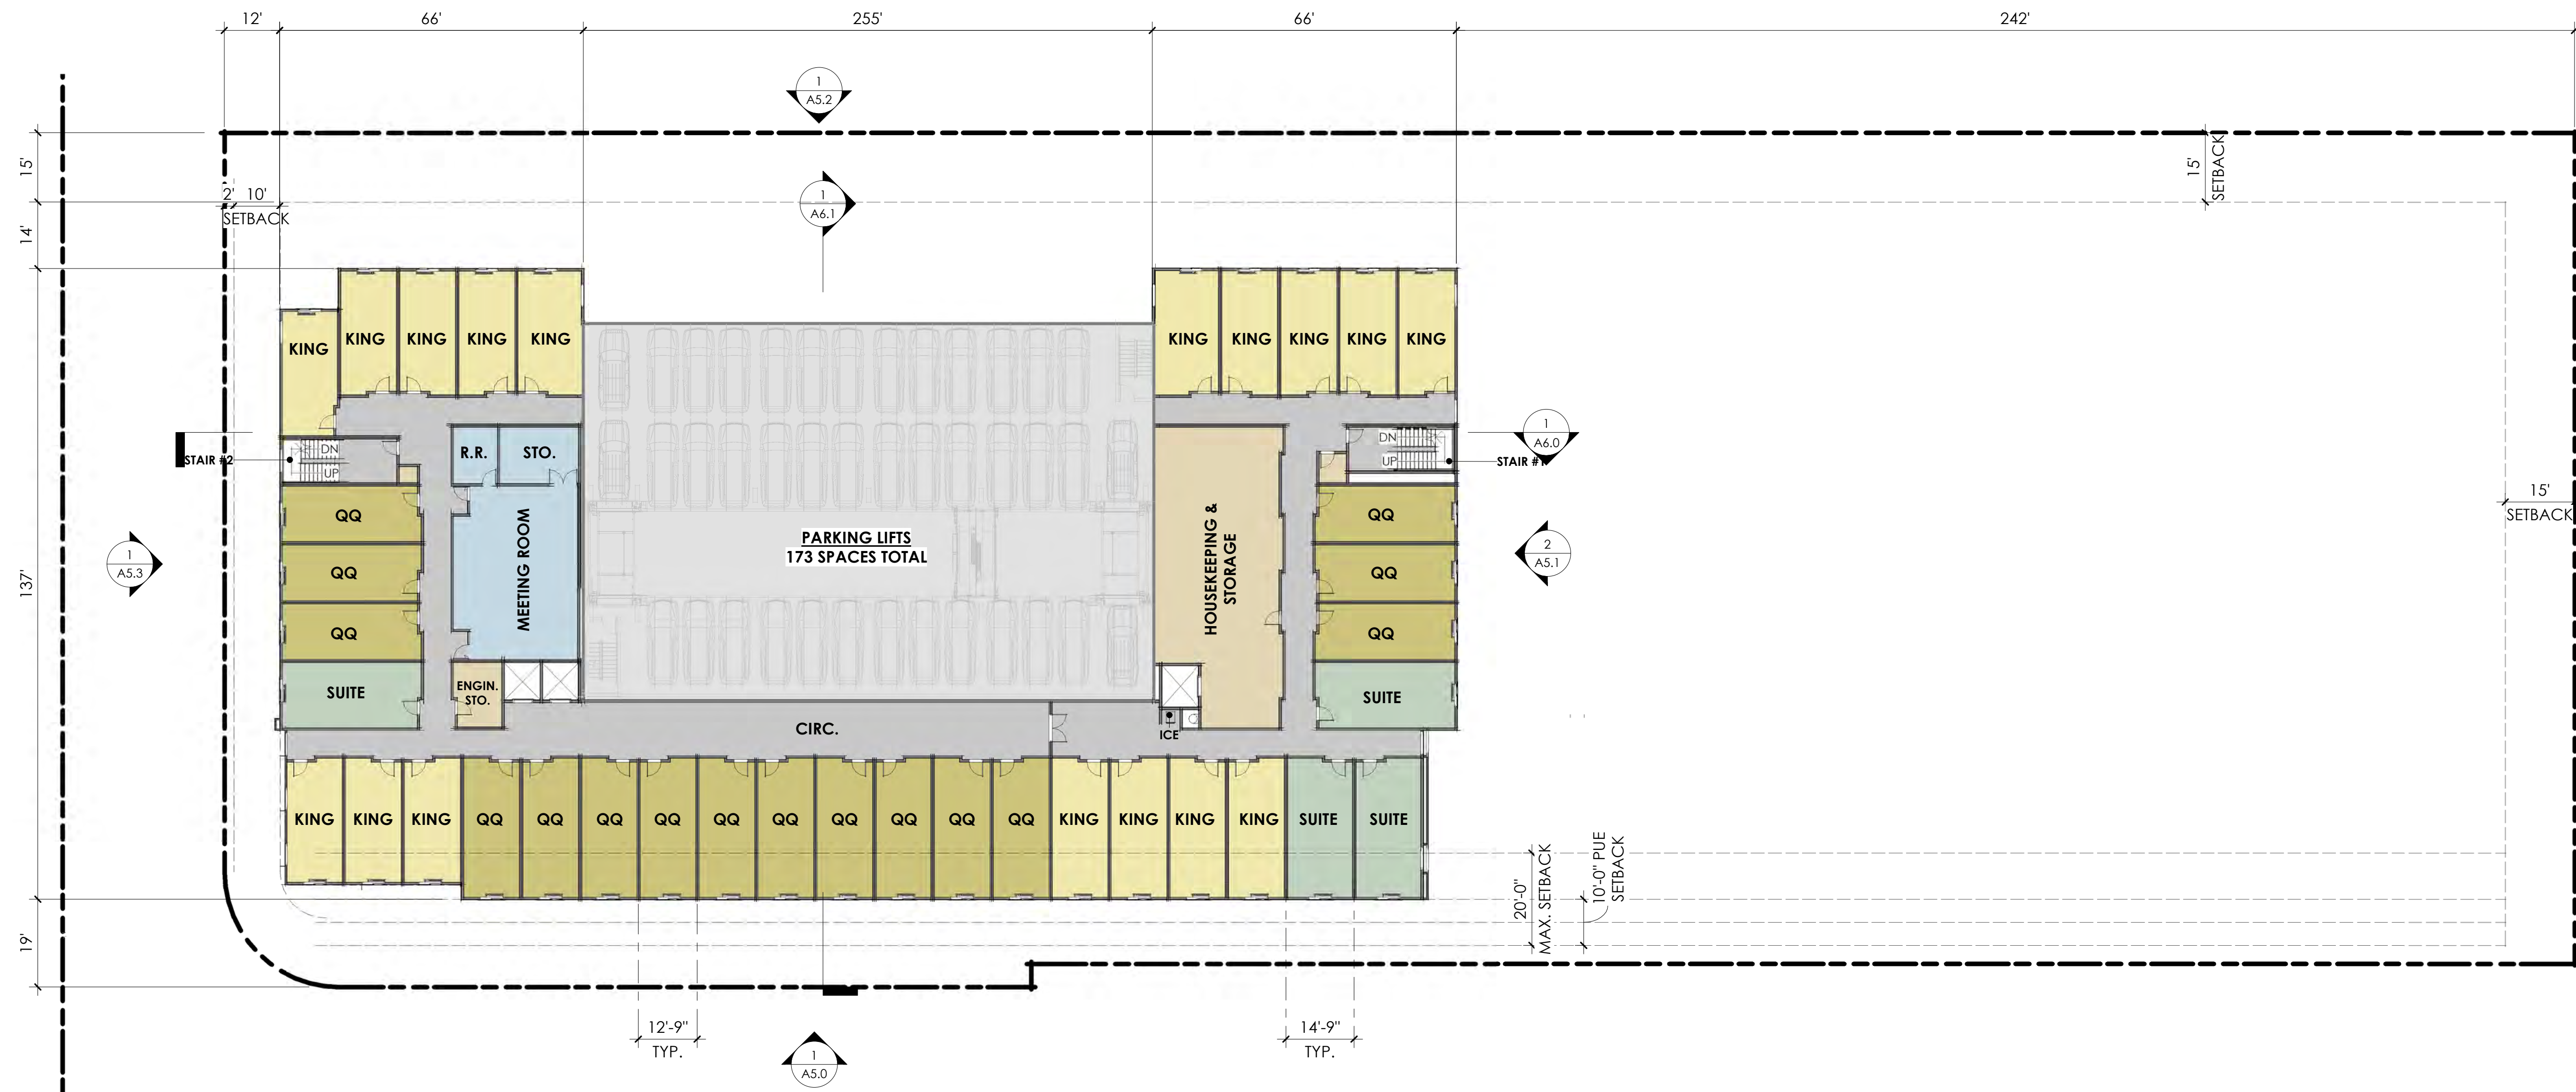 12'
66'
255'
66'
242'
1
A5.2
15'
SETBACK
15'
2' 10'
SETBACK
1
A6.1
14'
KING
KING
KING
KING
KING
KING
KING
KING
KING
KING
R.R.
STO.
DN
UP
STAIR #2
DN
UP
1
A6.0
STAIR #1
15'
SETBACK
QQ
QQ
QQ
SUITE
MEETING ROOM
ENGIN.
STO.
PARKING LIFTS
173 SPACES TOTAL
HOUSEKEEPING &
STORAGE
QQ
QQ
QQ
SUITE
1
A5.3
2
A5.1
137'
CIRC.
ICE
KING
KING
KING
QQ
QQ
QQ
QQ
QQ
QQ
QQ
QQ
QQ
QQ
KING
KING
KING
KING
SUITE
SUITE
20'-0"
MAX. SETBACK
10'-0" PUE
SETBACK
19'
12'-9"
TYP.
14'-9"
TYP.
1
A5.0